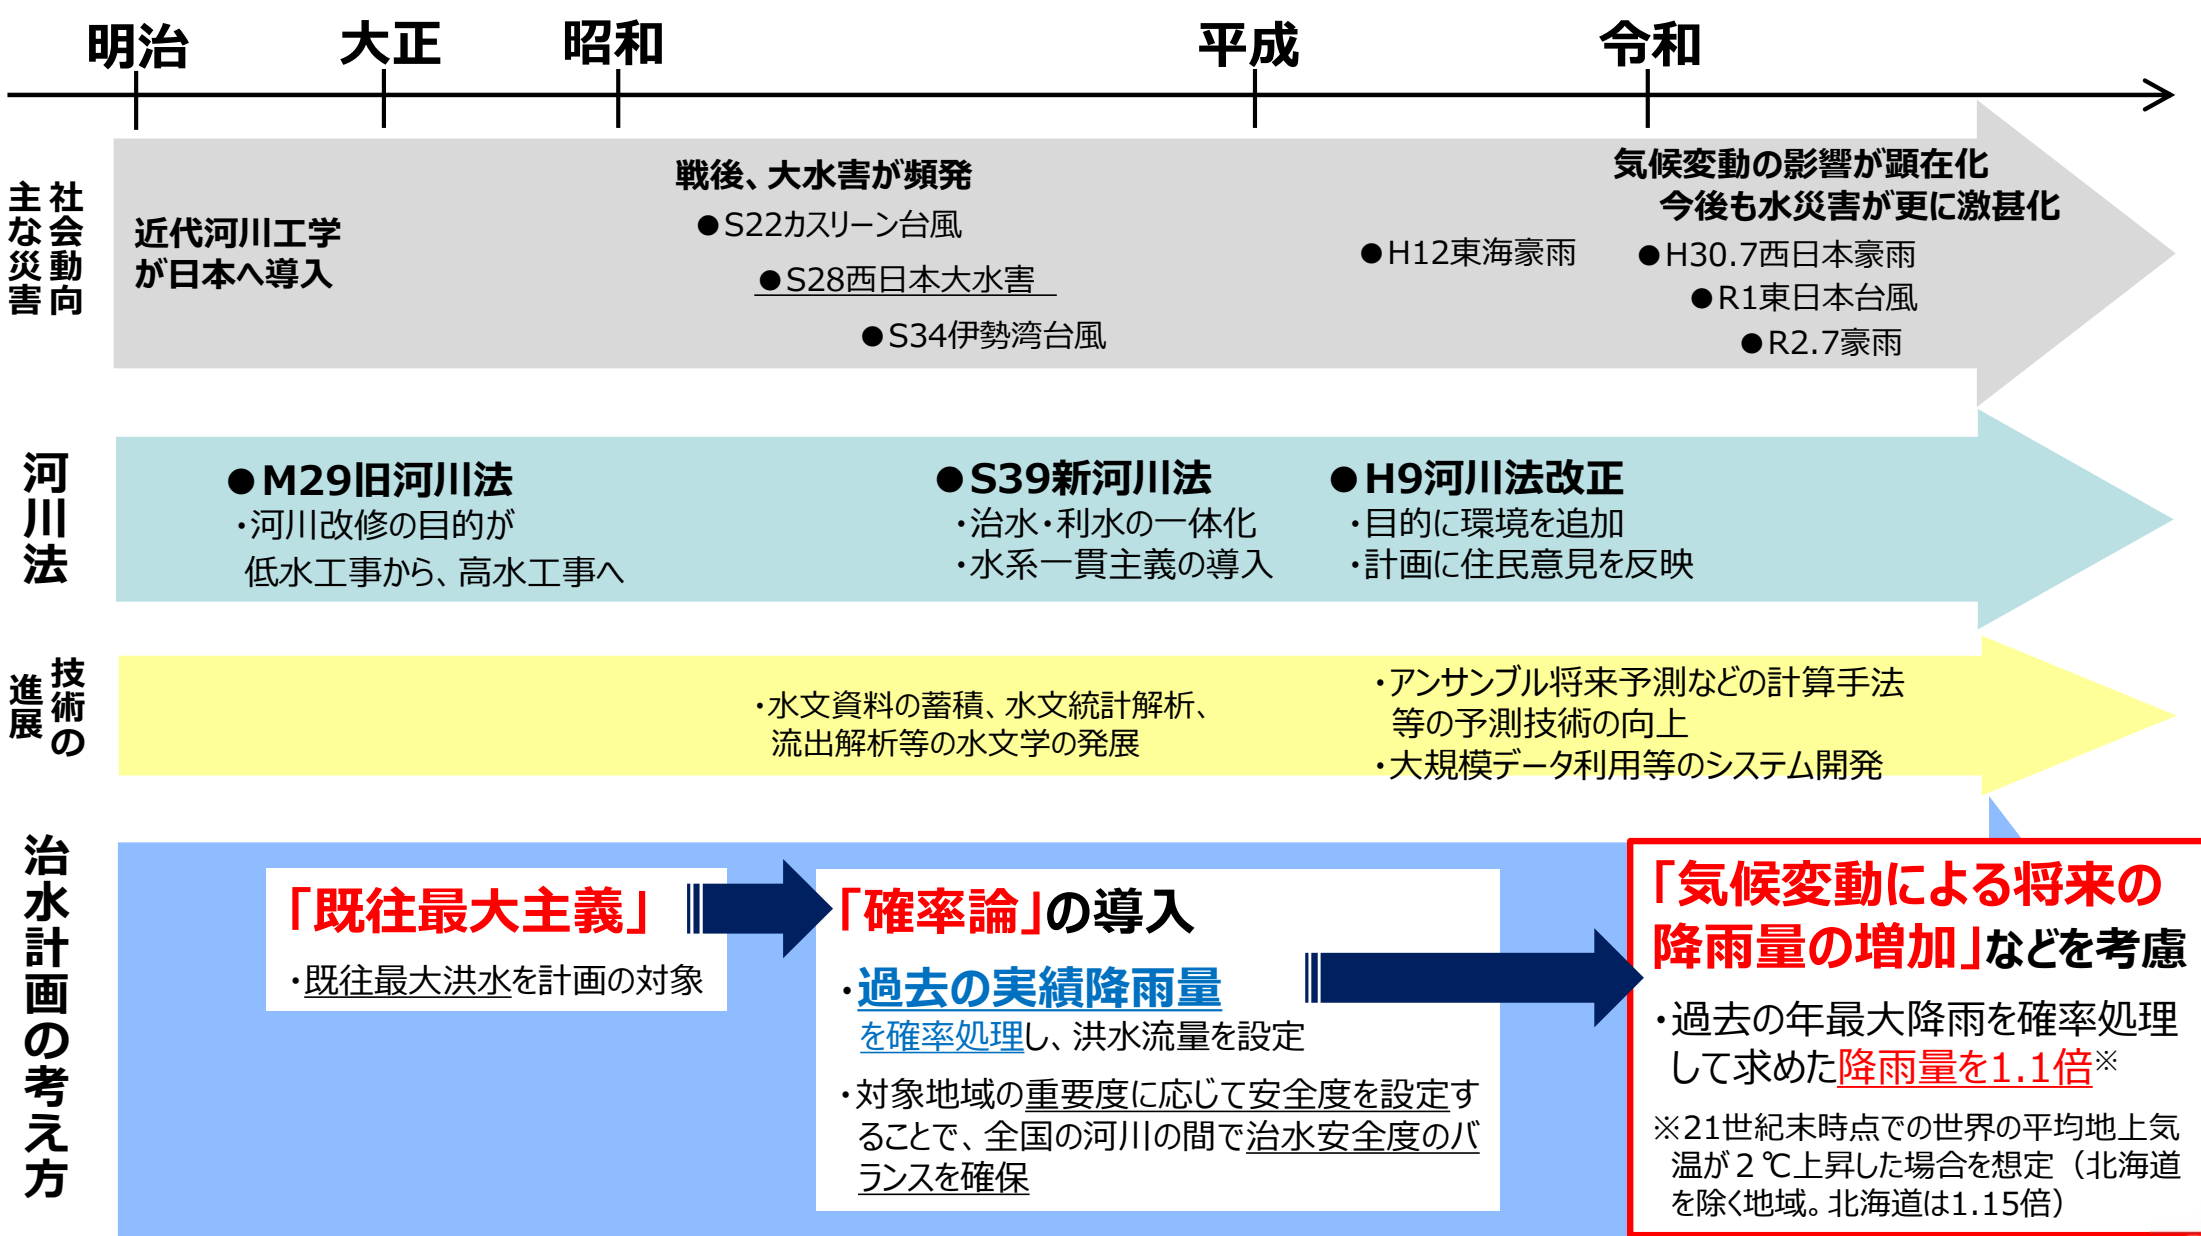 明治
大正
昭和
平成
令和
社会動向
主な災害
近代河川工学
が日本へ導入
戦後、大水害が頻発
●S22カスリーン台風
●S28西日本大水害
●S34伊勢湾台風
●H12東海豪雨
気候変動の影響が顕在化
今後も水災害が更に激甚化
●H30.7西日本豪雨
●R1東日本台風
●R2.7豪雨
河川法
●M29旧河川法
・河川改修の目的が
低水工事から、高水工事へ
●S39新河川法
・治水・利水の一体化
・水系一貫主義の導入
●H9河川法改正
・目的に環境を追加
・計画に住民意見を反映
技術の
進展
・水文資料の蓄積、水文統計解析、
流出解析等の水文学の発展
・アンサンブル将来予測などの計算手法
等の予測技術の向上
・大規模データ利用等のシステム開発
治水計画の考え方
「既往最大主義」
・既往最大洪水を計画の対象
「確率論」の導入
・過去の実績降雨量
を確率処理し、洪水流量を設定
・対象地域の重要度に応じて安全度を設定す
ることで、全国の河川の間で治水安全度のバ
ランスを確保
「気候変動による将来の
降雨量の増加」などを考慮
・過去の年最大降雨を確率処理
して求めた降雨量を1.1倍※
※21世紀末時点での世界の平均地上気
温が２℃上昇した場合を想定（北海道
を除く地域。北海道は1.15倍）